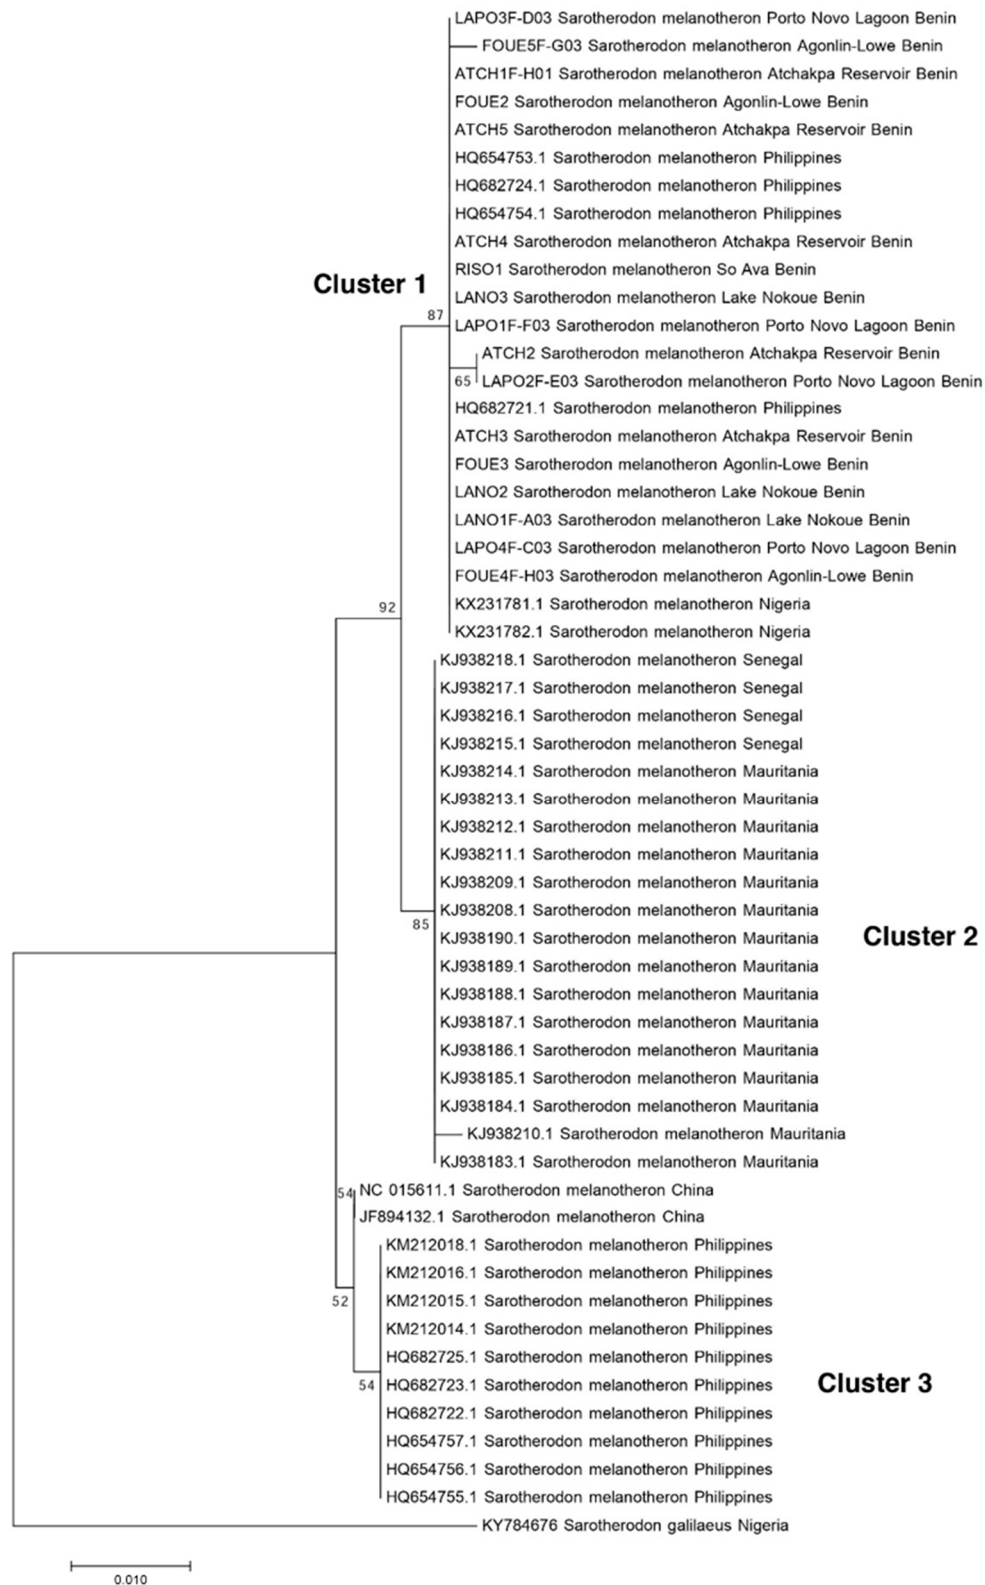 LAPO3F-D03 Sarotherodon melanotheron Porto Novo Lagoon Benin
FOUE5F-G03 Sarotherodon melanotheron Agonlin-Lowe Benin
ATCH1F-H01 Sarotherodon melanotheron Atchakpa Reservoir Benin
FOUE2 Sarotherodon melanotheron Agonlin-Lowe Benin
ATCH5 Sarotherodon melanotheron Atchakpa Reservoir Benin
HQ654753.1 Sarotherodon melanotheron Philippines
HQ682724.1 Sarotherodon melanotheron Philippines
HQ654754.1 Sarotherodon melanotheron Philippines
ATCH4 Sarotherodon melanotheron Atchakpa Reservoir Benin
RISO1 Sarotherodon melanotheron So Ava Benin
Cluster 1
LANO3 Sarotherodon melanotheron Lake Nokoue Benin
87
LAPO1F-F03 Sarotherodon melanotheron Porto Novo Lagoon Benin
ATCH2 Sarotherodon melanotheron Atchakpa Reservoir Benin
65
LAPO2F-E03 Sarotherodon melanotheron Porto Novo Lagoon Benin
HQ682721.1 Sarotherodon melanotheron Philippines
ATCH3 Sarotherodon melanotheron Atchakpa Reservoir Benin
FOUE3 Sarotherodon melanotheron Agonlin-Lowe Benin
LANO2 Sarotherodon melanotheron Lake Nokoue Benin
LANO1F-A03 Sarotherodon melanotheron Lake Nokoue Benin
LAPO4F-C03 Sarotherodon melanotheron Porto Novo Lagoon Benin
FOUE4F-H03 Sarotherodon melanotheron Agonlin-Lowe Benin
92
KX231781.1 Sarotherodon melanotheron Nigeria
KX231782.1 Sarotherodon melanotheron Nigeria
KJ938218.1 Sarotherodon melanotheron Senegal
KJ938217.1 Sarotherodon melanotheron Senegal
KJ938216.1 Sarotherodon melanotheron Senegal
KJ938215.1 Sarotherodon melanotheron Senegal
KJ938214.1 Sarotherodon melanotheron Mauritania
KJ938213.1 Sarotherodon melanotheron Mauritania
KJ938212.1 Sarotherodon melanotheron Mauritania
KJ938211.1 Sarotherodon melanotheron Mauritania
KJ938209.1 Sarotherodon melanotheron Mauritania
KJ938208.1 Sarotherodon melanotheron Mauritania
85
KJ938190.1 Sarotherodon melanotheron Mauritania
Cluster 2
KJ938189.1 Sarotherodon melanotheron Mauritania
KJ938188.1 Sarotherodon melanotheron Mauritania
KJ938187.1 Sarotherodon melanotheron Mauritania
KJ938186.1 Sarotherodon melanotheron Mauritania
KJ938185.1 Sarotherodon melanotheron Mauritania
KJ938184.1 Sarotherodon melanotheron Mauritania
KJ938210.1 Sarotherodon melanotheron Mauritania
KJ938183.1 Sarotherodon melanotheron Mauritania
54
NC 015611.1 Sarotherodon melanotheron China
JF894132.1 Sarotherodon melanotheron China
KM212018.1 Sarotherodon melanotheron Philippines
KM212016.1 Sarotherodon melanotheron Philippines
52
KM212015.1 Sarotherodon melanotheron Philippines
KM212014.1 Sarotherodon melanotheron Philippines
HQ682725.1 Sarotherodon melanotheron Philippines
54
HQ682723.1 Sarotherodon melanotheron Philippines
Cluster 3
HQ682722.1 Sarotherodon melanotheron Philippines
HQ654757.1 Sarotherodon melanotheron Philippines
HQ654756.1 Sarotherodon melanotheron Philippines
HQ654755.1 Sarotherodon melanotheron Philippines
KY784676 Sarotherodon galilaeus Nigeria
0.010